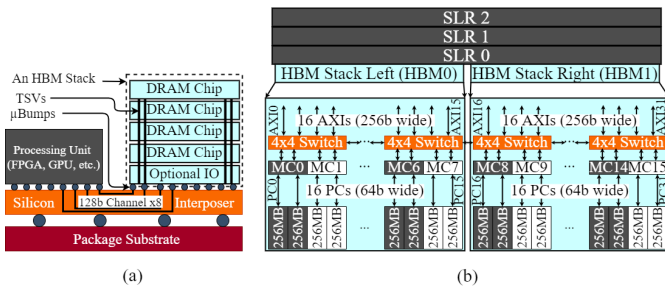 An HBM Stack
TSVs
μBumps
DRAM Chip
DRAM Chip
DRAM Chip
DRAM Chip
Optional IO
Processing Unit
(FPGA, GPU, etc.)
Silicon
128b Channel x8
Interposer
Package Substrate
(a)
SLR 2
SLR 1
SLR 0
HBM Stack Left (HBM0)
HBM Stack Right (HBM1)
AXI0
16 AXIs (256b wide)
AXI15
AXI16
16 AXIs (256b wide)
AXI31
4x4 Switch
...
4x4 Switch
...
4x4 Switch
...
4x4 Switch
MC0
MC1
...
MC6
MC7
MC8
MC9
...
MC14
MC15
PC0
16 PCs (64b wide)
PC15
PC16
16 PCs (64b wide)
256MB
256MB
256MB
256MB
...
256MB
256MB
256MB
256MB
256MB
256MB
256MB
256MB
...
256MB
256MB
256MB
256MB
(b)